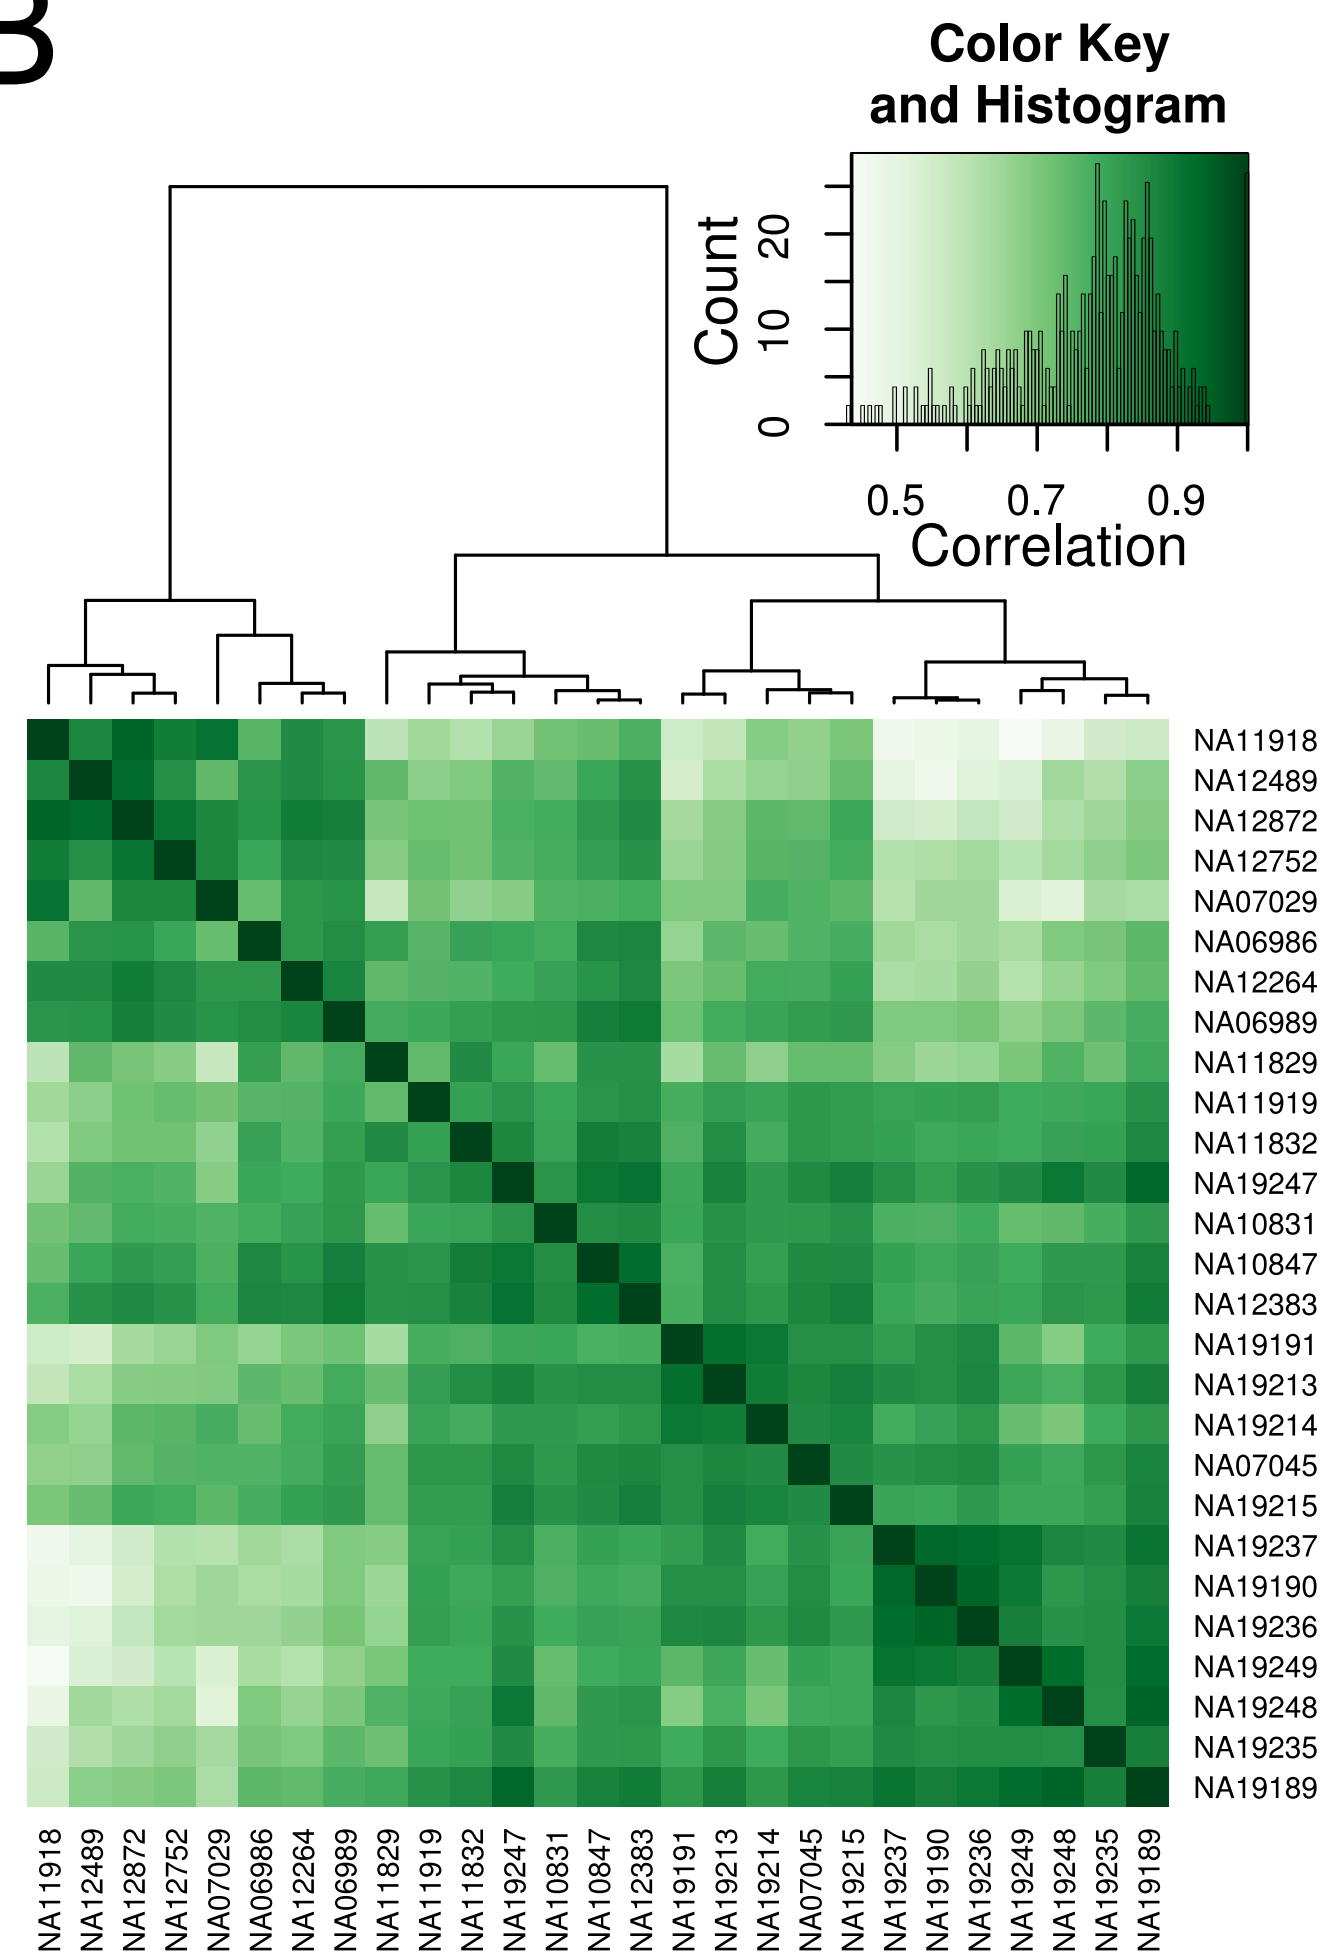 B
Color Key
and Histogram
Count
0 10 20
0.5 0.7 0.9
Correlation
NA11918
NA12489
NA12872
NA12752
NA07029
NA06986
NA12264
NA06989
NA11829
NA11919
NA11832
NA19247
NA10831
NA10847
NA12383
NA19191
NA19213
NA19214
NA07045
NA19215
NA19237
NA19190
NA19236
NA19249
NA19248
NA19235
NA19189
NA11918
NA12489
NA12872
NA12752
NA07029
NA06986
NA12264
NA06989
NA11829
NA11919
NA11832
NA19247
NA10831
NA10847
NA12383
NA19191
NA19213
NA19214
NA07045
NA19215
NA19237
NA19190
NA19236
NA19249
NA19248
NA19235
NA19189